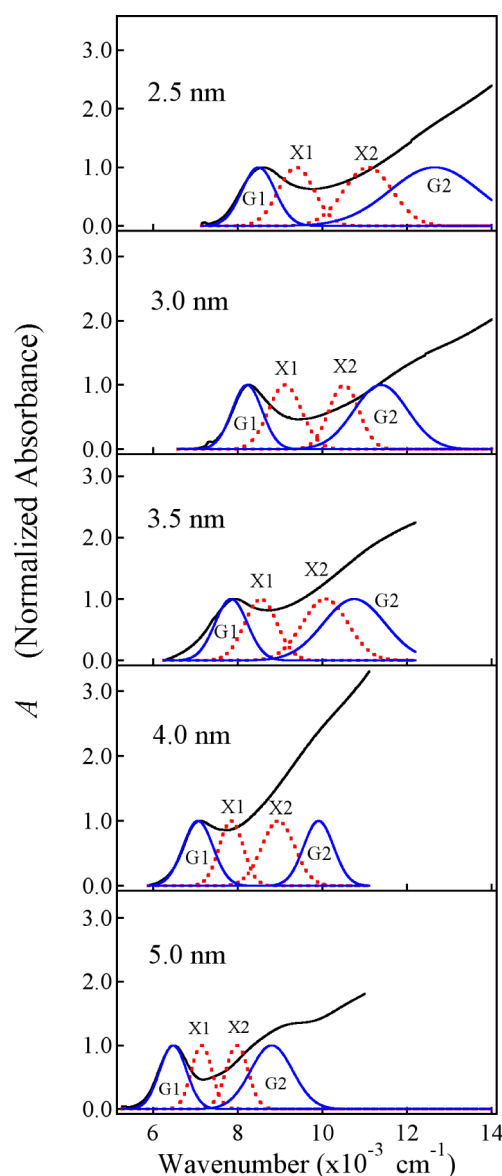 A (Normalized Absorbance)
3.0
2.0
1.0
0.0
2.5 nm
G1
X1
X2
G2
3.0
2.0
1.0
0.0
3.0 nm
G1
X1
X2
G2
3.0
2.0
1.0
0.0
3.5 nm
G1
X1
X2
G2
3.0
2.0
1.0
0.0
4.0 nm
G1
X1
X2
G2
3.0
2.0
1.0
0.0
5.0 nm
G1
X1
X2
G2
6 8 10 12 14
Wavenumber (x10⁻³ cm⁻¹)